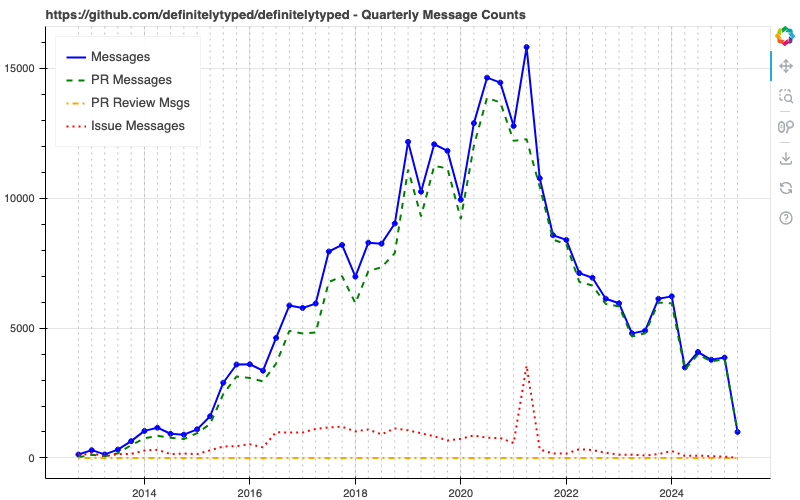 https://github.com/definitelytyped/definitelytyped - Quarterly Message Counts
Messages
PR Messages
PR Review Msgs
Issue Messages
15000
10000
5000
0
2014
2016
2018
2020
2022
2024